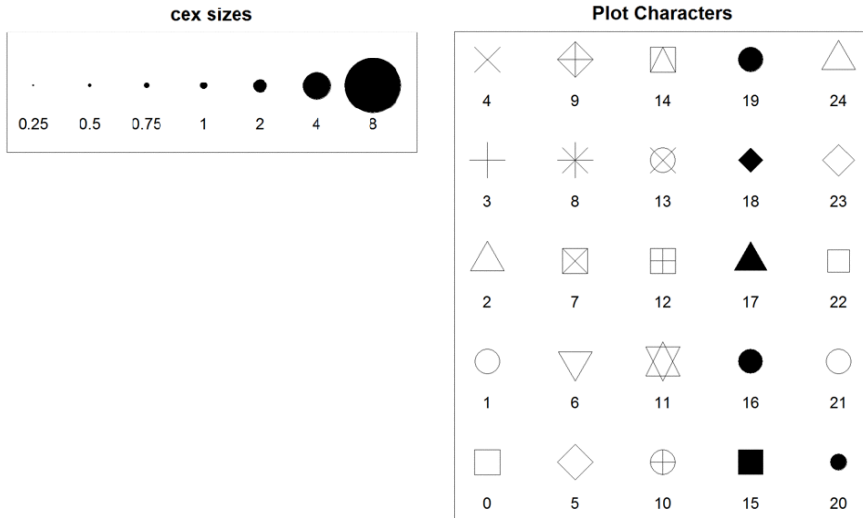 cex sizes
0.25 0.5 0.75 1 2 4 8
Plot Characters
4 9 14 19 24
3 8 13 18 23
2 7 12 17 22
1 6 11 16 21
0 5 10 15 20